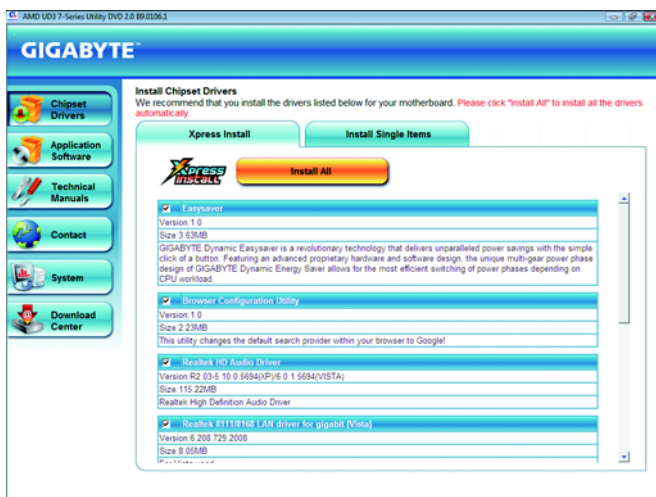 AMD UD3 7-Series Utility DVD 2.0 B9.0106.1
GIGABYTE™
Chipset
Drivers
Application
Software
Technical
Manuals
Contact
System
Download
Center
Install Chipset Drivers
We recommend that you install the drivers listed below for your motherboard. Please click "Install All" to install all the drivers
automatically.
Xpress Install
Install Single Items
Xpress
INSTALL
Install All
Easysaver
Version:1.0
Size:3.63MB
GIGABYTE Dynamic Easysaver is a revolutionary technology that delivers unparalleled power savings with the simple
click of a button. Featuring an advanced proprietary hardware and software design, the unique multi-gear power phase
design of GIGABYTE Dynamic Energy Saver allows for the most efficient switching of power phases depending on
CPU workload.
Browser Configuration Utility
Version:1.0
Size:2.23MB
This utility changes the default search provider within your browser to Google!
Realtek HD Audio Driver
Version:R2.03-5.10.0.5694(XP)/6.0.1.5694(VISTA)
Size:115.22MB
Realtek High Definition Audio Driver
Realtek 8111/8168 LAN driver for gigabit (Vista)
Version:6.208.729.2008
Size:8.05MB